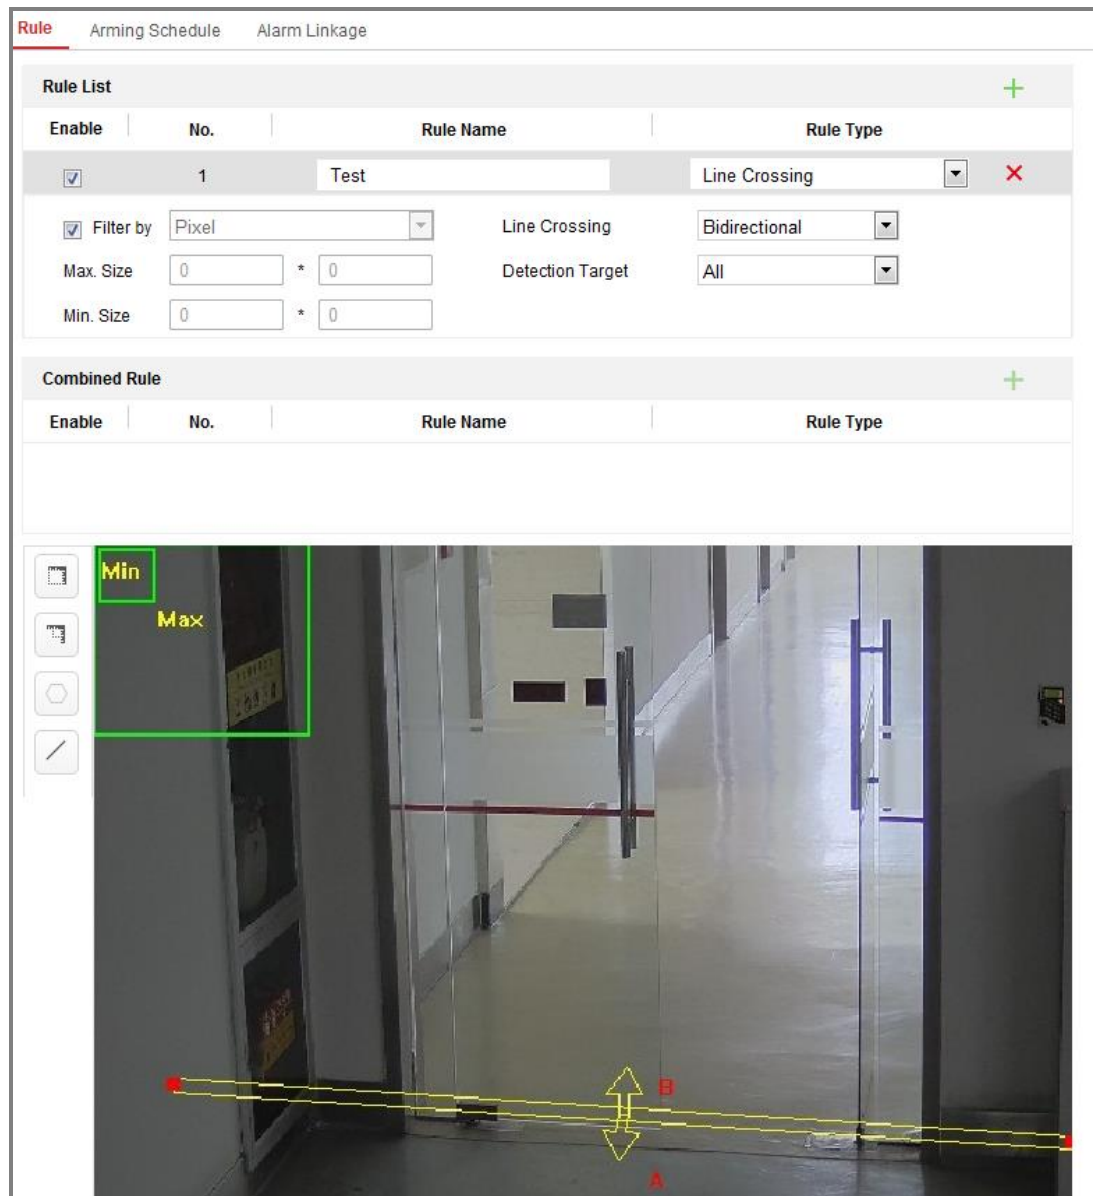 Rule Arming Schedule Alarm Linkage
Rule List
Enable No. Rule Name Rule Type
1 Test Line Crossing
Filter by Pixel Line Crossing Bidirectional
Max. Size 0 * 0 Detection Target All
Min. Size 0 * 0
Combined Rule
Enable No. Rule Name Rule Type
Min
Max
B
A